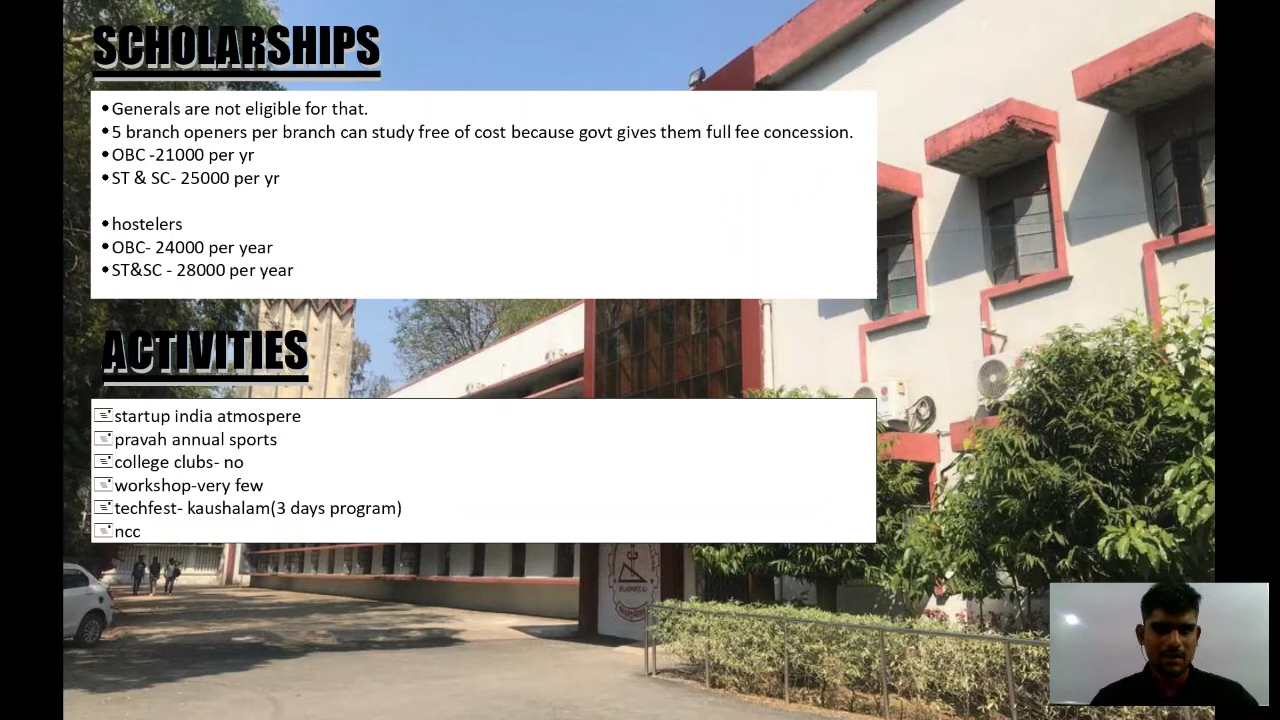 SCHOLARSHIPS
•Generals are not eligible for that.
•5 branch openers per branch can study free of cost because govt gives them full fee concession.
•OBC -21000 per yr
•ST & SC- 25000 per yr
•hostelers
•OBC- 24000 per year
•ST&SC - 28000 per year
ACTIVITIES
startup india atmospere
pravah annual sports
college clubs- no
workshop-very few
techfest- kaushalam(3 days program)
ncc